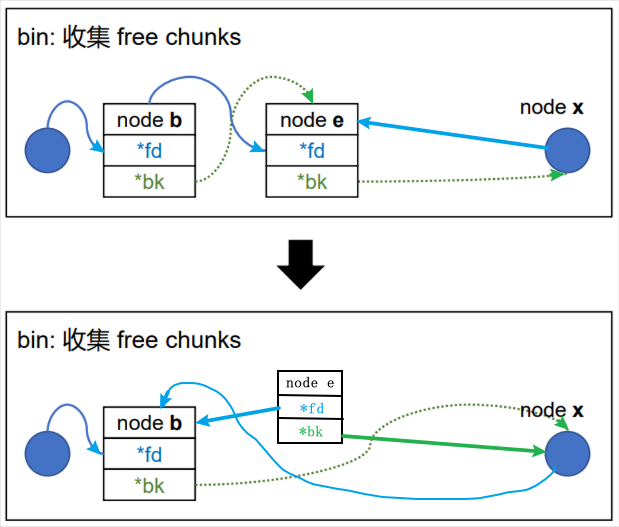 bin: 收集 free chunks
node x
node b
node e
*fd
*fd
*bk
*bk
bin: 收集 free chunks
node e
*fd
*bk
node x
node b
*fd
*bk